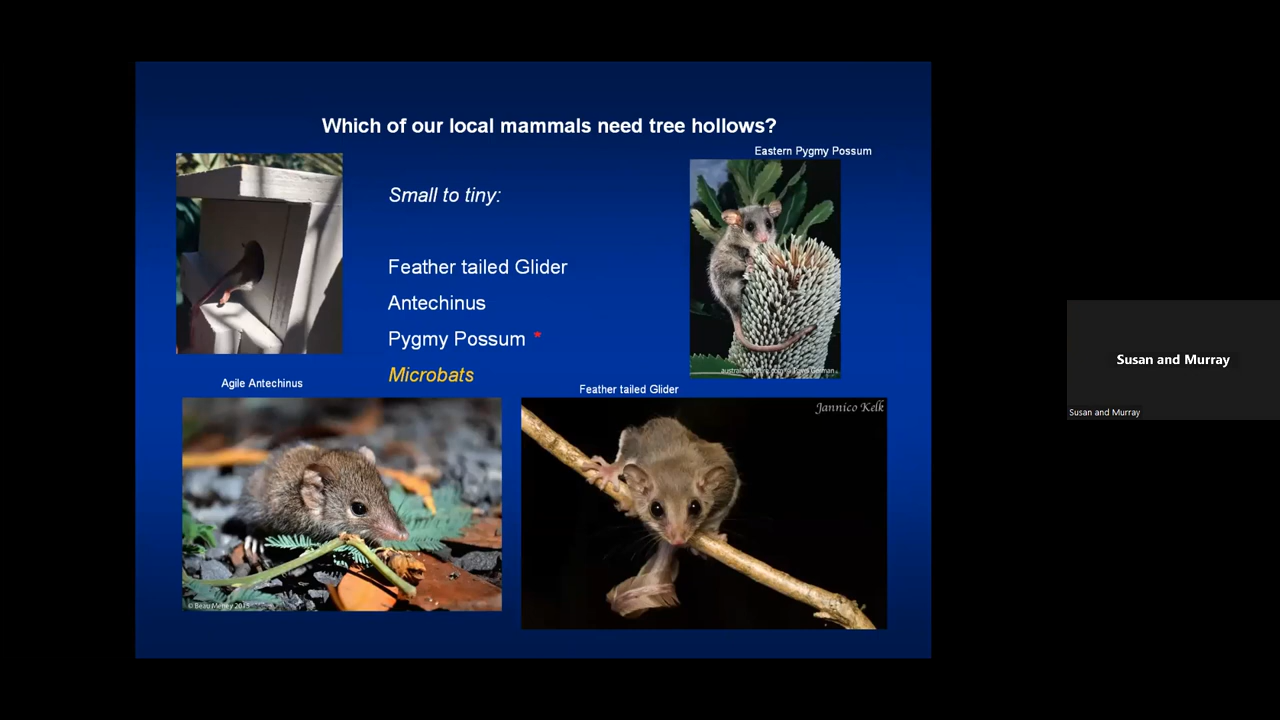 Which of our local mammals need tree hollows?
Eastern Pygmy Possum
Small to tiny:
Feather tailed Glider
Antechinus
Pygmy Possum *
Microbats
Agile Antechinus
Feather tailed Glider
Jannico Kelk
Susan and Murray
Susan and Murray